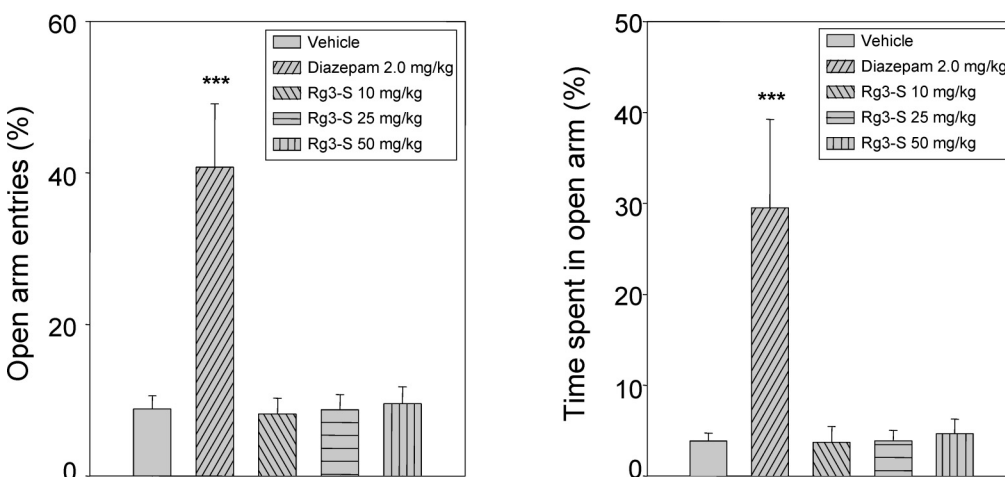 Open arm entries (%)
60
40
20
0
***
Vehicle
Diazepam 2.0 mg/kg
Rg3-S 10 mg/kg
Rg3-S 25 mg/kg
Rg3-S 50 mg/kg
Time spent in open arm (%)
50
40
30
20
10
0
***
Vehicle
Diazepam 2.0 mg/kg
Rg3-S 10 mg/kg
Rg3-S 25 mg/kg
Rg3-S 50 mg/kg